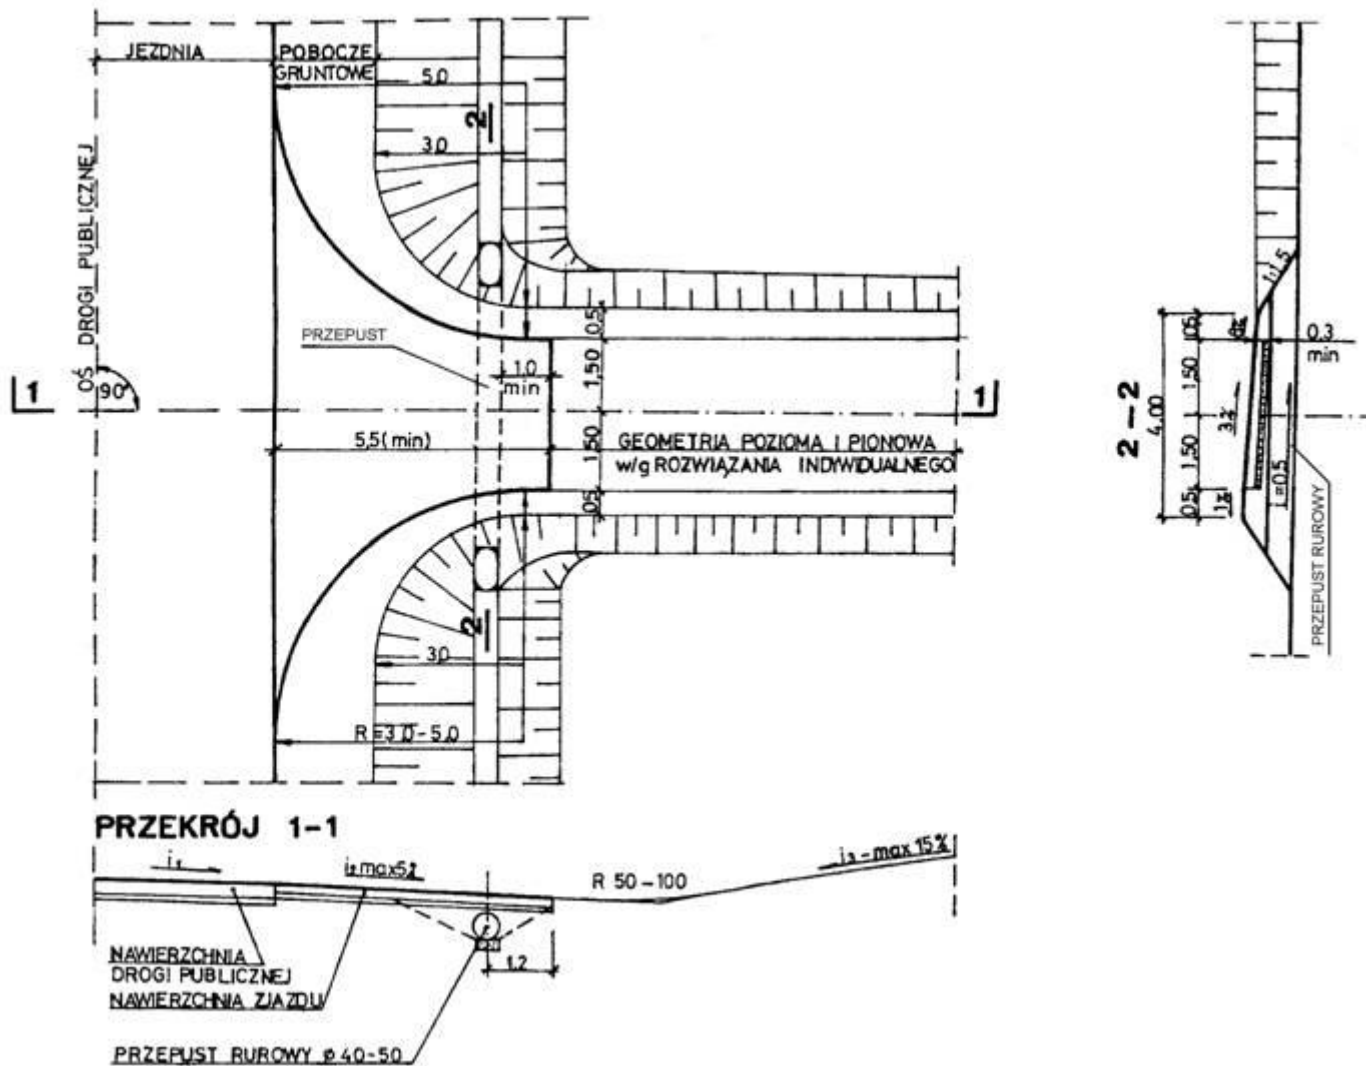 JEZDNIA
POBOCZE
GRUNTOWE
5,0
2
3,0
OŚ DROGI PUBLICZNEJ
90°
1
PRZEPUST
1,0
min
0,5
1,50
1
5,5(min)
1,50
GEOMETRIA POZIOMA I PIONOWA
w/g ROZWIĄZANIA INDYWIDUALNEGO
0,5
2
3,0
R=3,0-5,0
1:1,5
0,5
0,3
min
1,50
4,00
2-2
3%
1,50
i=0,5
0,5
1%
PRZEPUST RUROWY
PRZEKRÓJ 1-1
i₁
i₂ max5%
R 50-100
i₃-max 15%
NAWIERZCHNIA
DROGI PUBLICZNEJ
1,2
NAWIERZCHNIA ZJAZDU
PRZEPUST RUROWY ø 40-50